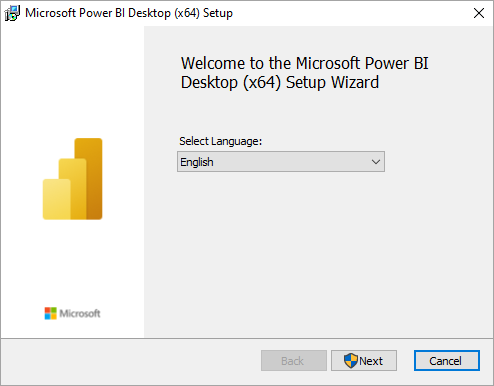 Microsoft Power BI Desktop (x64) Setup
Welcome to the Microsoft Power BI
Desktop (x64) Setup Wizard
Select Language:
English
Microsoft
Back
Next
Cancel